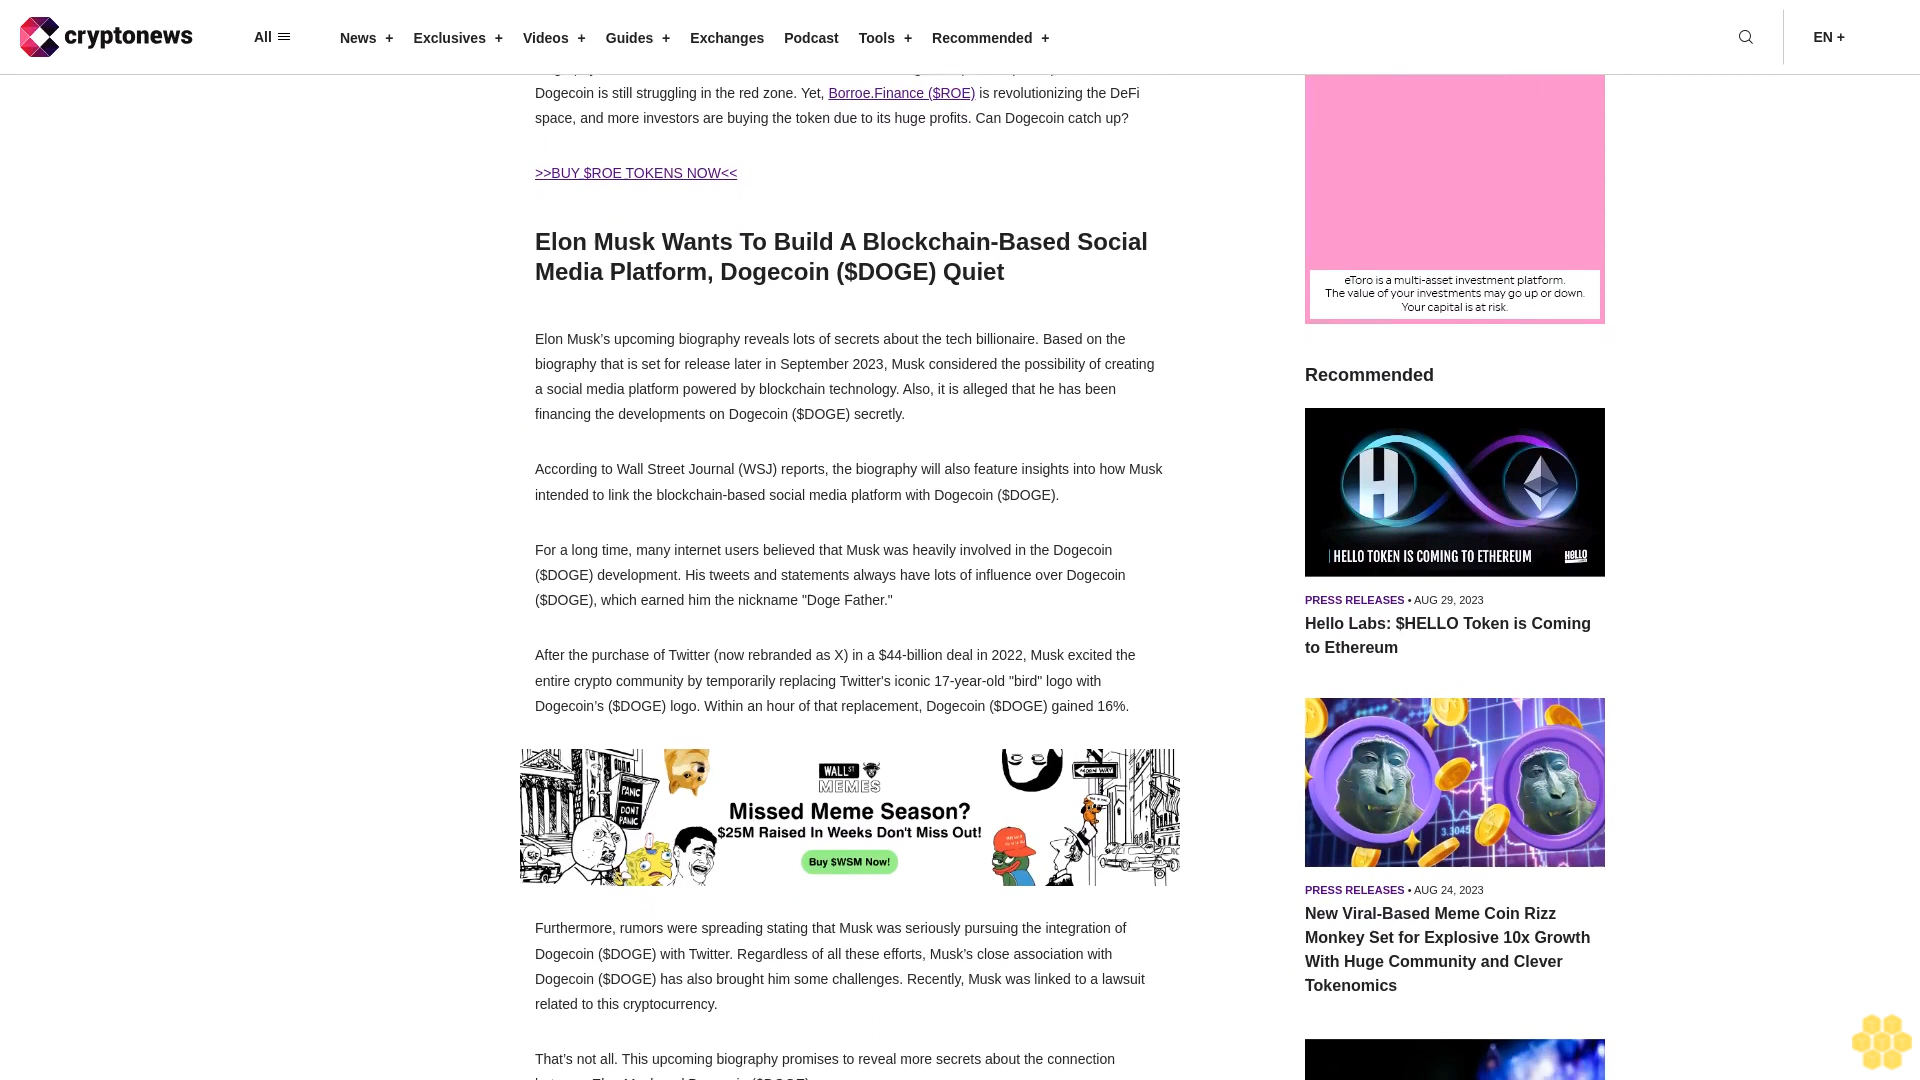 cryptonews
All
News +
Exclusives +
Videos +
Guides +
Exchanges
Podcast
Tools +
Recommended +
EN +
Dogecoin is still struggling in the red zone. Yet, Borroe.Finance ($ROE) is revolutionizing the DeFi
space, and more investors are buying the token due to its huge profits. Can Dogecoin catch up?
>>BUY $ROE TOKENS NOW<<
Elon Musk Wants To Build A Blockchain-Based Social
Media Platform, Dogecoin ($DOGE) Quiet
Elon Musk’s upcoming biography reveals lots of secrets about the tech billionaire. Based on the
biography that is set for release later in September 2023, Musk considered the possibility of creating
a social media platform powered by blockchain technology. Also, it is alleged that he has been
financing the developments on Dogecoin ($DOGE) secretly.
According to Wall Street Journal (WSJ) reports, the biography will also feature insights into how Musk
intended to link the blockchain-based social media platform with Dogecoin ($DOGE).
For a long time, many internet users believed that Musk was heavily involved in the Dogecoin
($DOGE) development. His tweets and statements always have lots of influence over Dogecoin
($DOGE), which earned him the nickname "Doge Father."
After the purchase of Twitter (now rebranded as X) in a $44-billion deal in 2022, Musk excited the
entire crypto community by temporarily replacing Twitter's iconic 17-year-old "bird" logo with
Dogecoin’s ($DOGE) logo. Within an hour of that replacement, Dogecoin ($DOGE) gained 16%.
PANIC
DONT
PANIC
WALL ST
MEMES
Missed Meme Season?
$25M Raised In Weeks Don't Miss Out!
Buy $WSM Now!
Furthermore, rumors were spreading stating that Musk was seriously pursuing the integration of
Dogecoin ($DOGE) with Twitter. Regardless of all these efforts, Musk’s close association with
Dogecoin ($DOGE) has also brought him some challenges. Recently, Musk was linked to a lawsuit
related to this cryptocurrency.
That’s not all. This upcoming biography promises to reveal more secrets about the connection
eToro is a multi-asset investment platform.
The value of your investments may go up or down.
Your capital is at risk.
Recommended
H
HELLO TOKEN IS COMING TO ETHEREUM
HELLO
PRESS RELEASES • AUG 29, 2023
Hello Labs: $HELLO Token is Coming
to Ethereum
3.3045
PRESS RELEASES • AUG 24, 2023
New Viral-Based Meme Coin Rizz
Monkey Set for Explosive 10x Growth
With Huge Community and Clever
Tokenomics